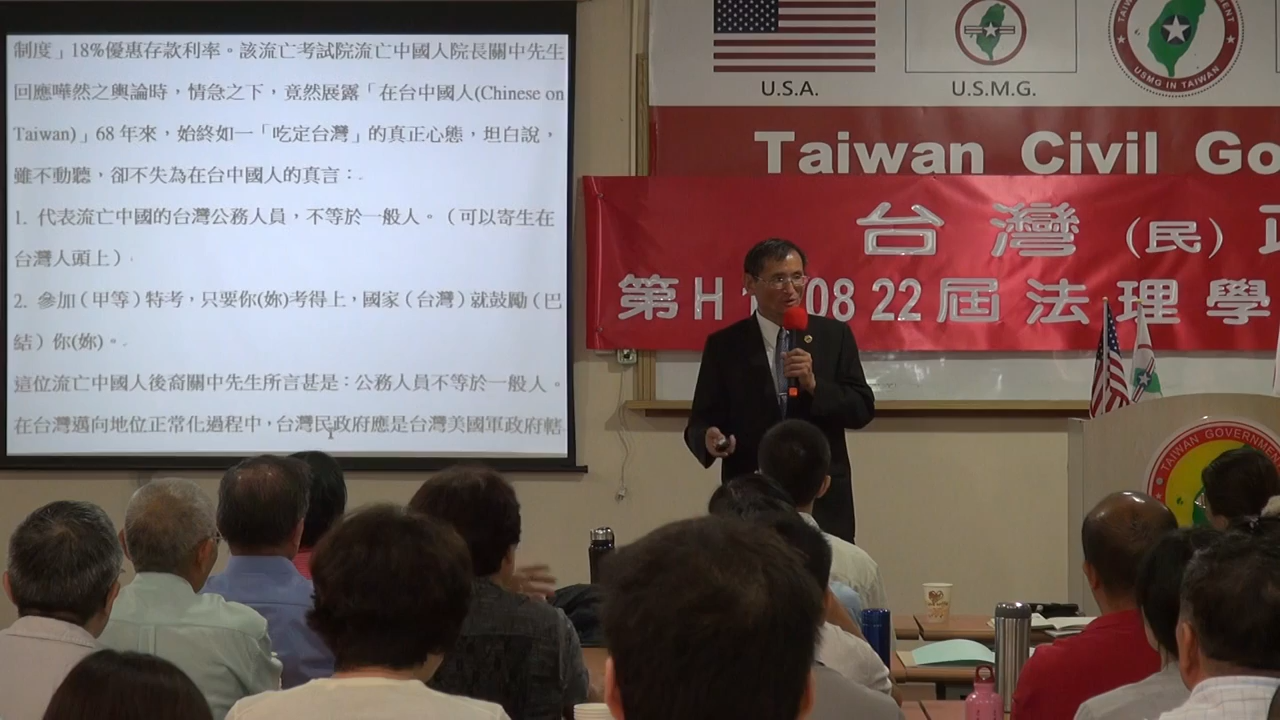 制度」18%優惠存款利率。該流亡考試院流亡中國人院長關中先生
回應嘩然之輿論時，情急之下，竟然展露「在台中國人(Chinese on
Taiwan)」68年來，始終如一「吃定台灣」的真正心態，坦白說，
雖不動聽，卻不失為在台中國人的真言：
1. 代表流亡中國的台灣公務人員，不等於一般人。（可以寄生在
台灣人頭上）
2. 參加（甲等）特考，只要你(妳)考得上，國家（台灣）就鼓勵（巴
結）你(妳)。
這位流亡中國人後裔關中先生所言甚是：公務人員不等於一般人。
在台灣邁向地位正常化過程中，台灣民政府應是台灣美國軍政府轄
U.S.A.
U.S.M.G.
USMG IN TAIWAN
Taiwan Civil Go
台灣(民)
第H 08 22屆法理學
TAIWAN GOVERNMENT